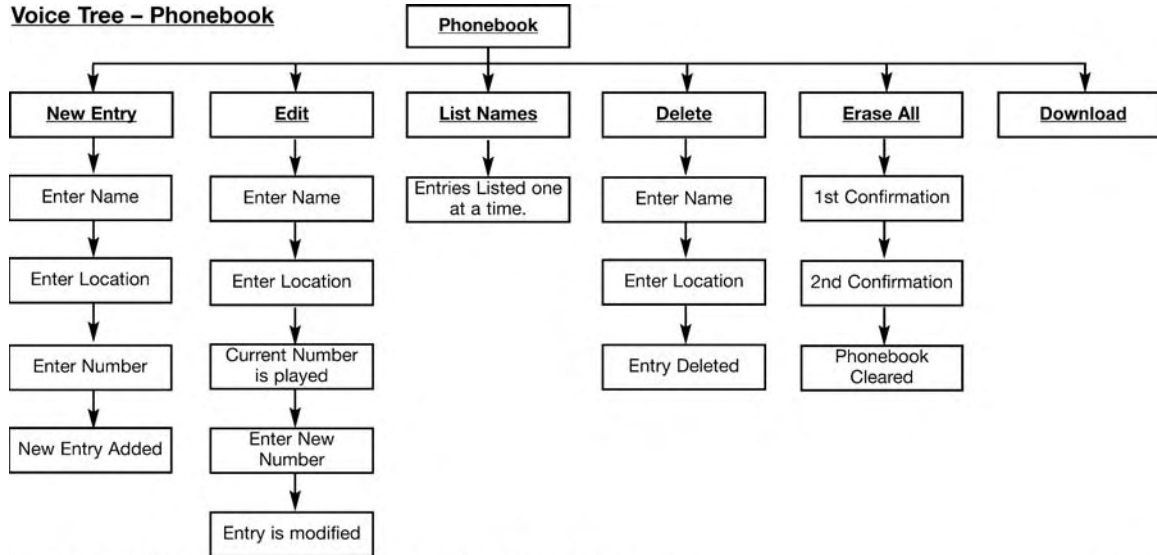 Voice Tree – Phonebook
Phonebook
New Entry
Edit
List Names
Delete
Erase All
Download
Enter Name
Enter Name
Entries Listed one
at a time.
Enter Name
1st Confirmation
Enter Location
Enter Location
Enter Location
2nd Confirmation
Enter Number
Current Number
is played
Entry Deleted
Phonebook
Cleared
New Entry Added
Enter New
Number
Entry is modified